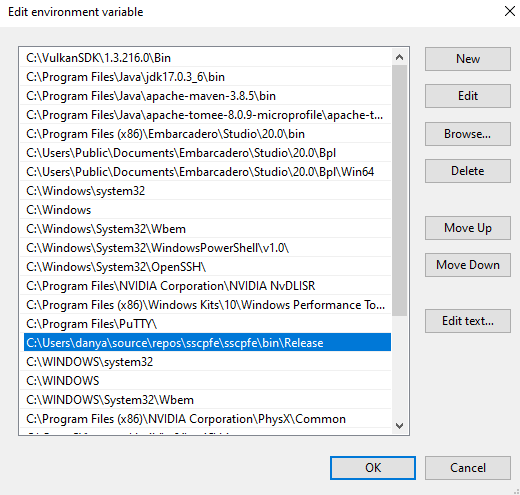 Edit environment variable
C:\VulkanSDK\1.3.216.0\Bin
C:\Program Files\Java\jdk17.0.3_6\bin
C:\Program Files\Java\apache-maven-3.8.5\bin
C:\Program Files\Java\apache-tomee-8.0.9-microprofile\apache-t...
C:\Program Files (x86)\Embarcadero\Studio\20.0\bin
C:\Users\Public\Documents\Embarcadero\Studio\20.0\Bpl
C:\Users\Public\Documents\Embarcadero\Studio\20.0\Bpl\Win64
C:\Windows\system32
C:\Windows
C:\Windows\System32\Wbem
C:\Windows\System32\WindowsPowerShell\v1.0\
C:\Windows\System32\OpenSSH\
C:\Program Files\NVIDIA Corporation\NVIDIA NvDLISR
C:\Program Files (x86)\Windows Kits\10\Windows Performance To...
C:\Program Files\PuTTY\
C:\Users\danya\source\repos\sscpfe\sscpfe\bin\Release
C:\WINDOWS\system32
C:\WINDOWS
C:\WINDOWS\System32\Wbem
C:\Program Files (x86)\NVIDIA Corporation\PhysX\Common
New
Edit
Browse...
Delete
Move Up
Move Down
Edit text...
OK
Cancel